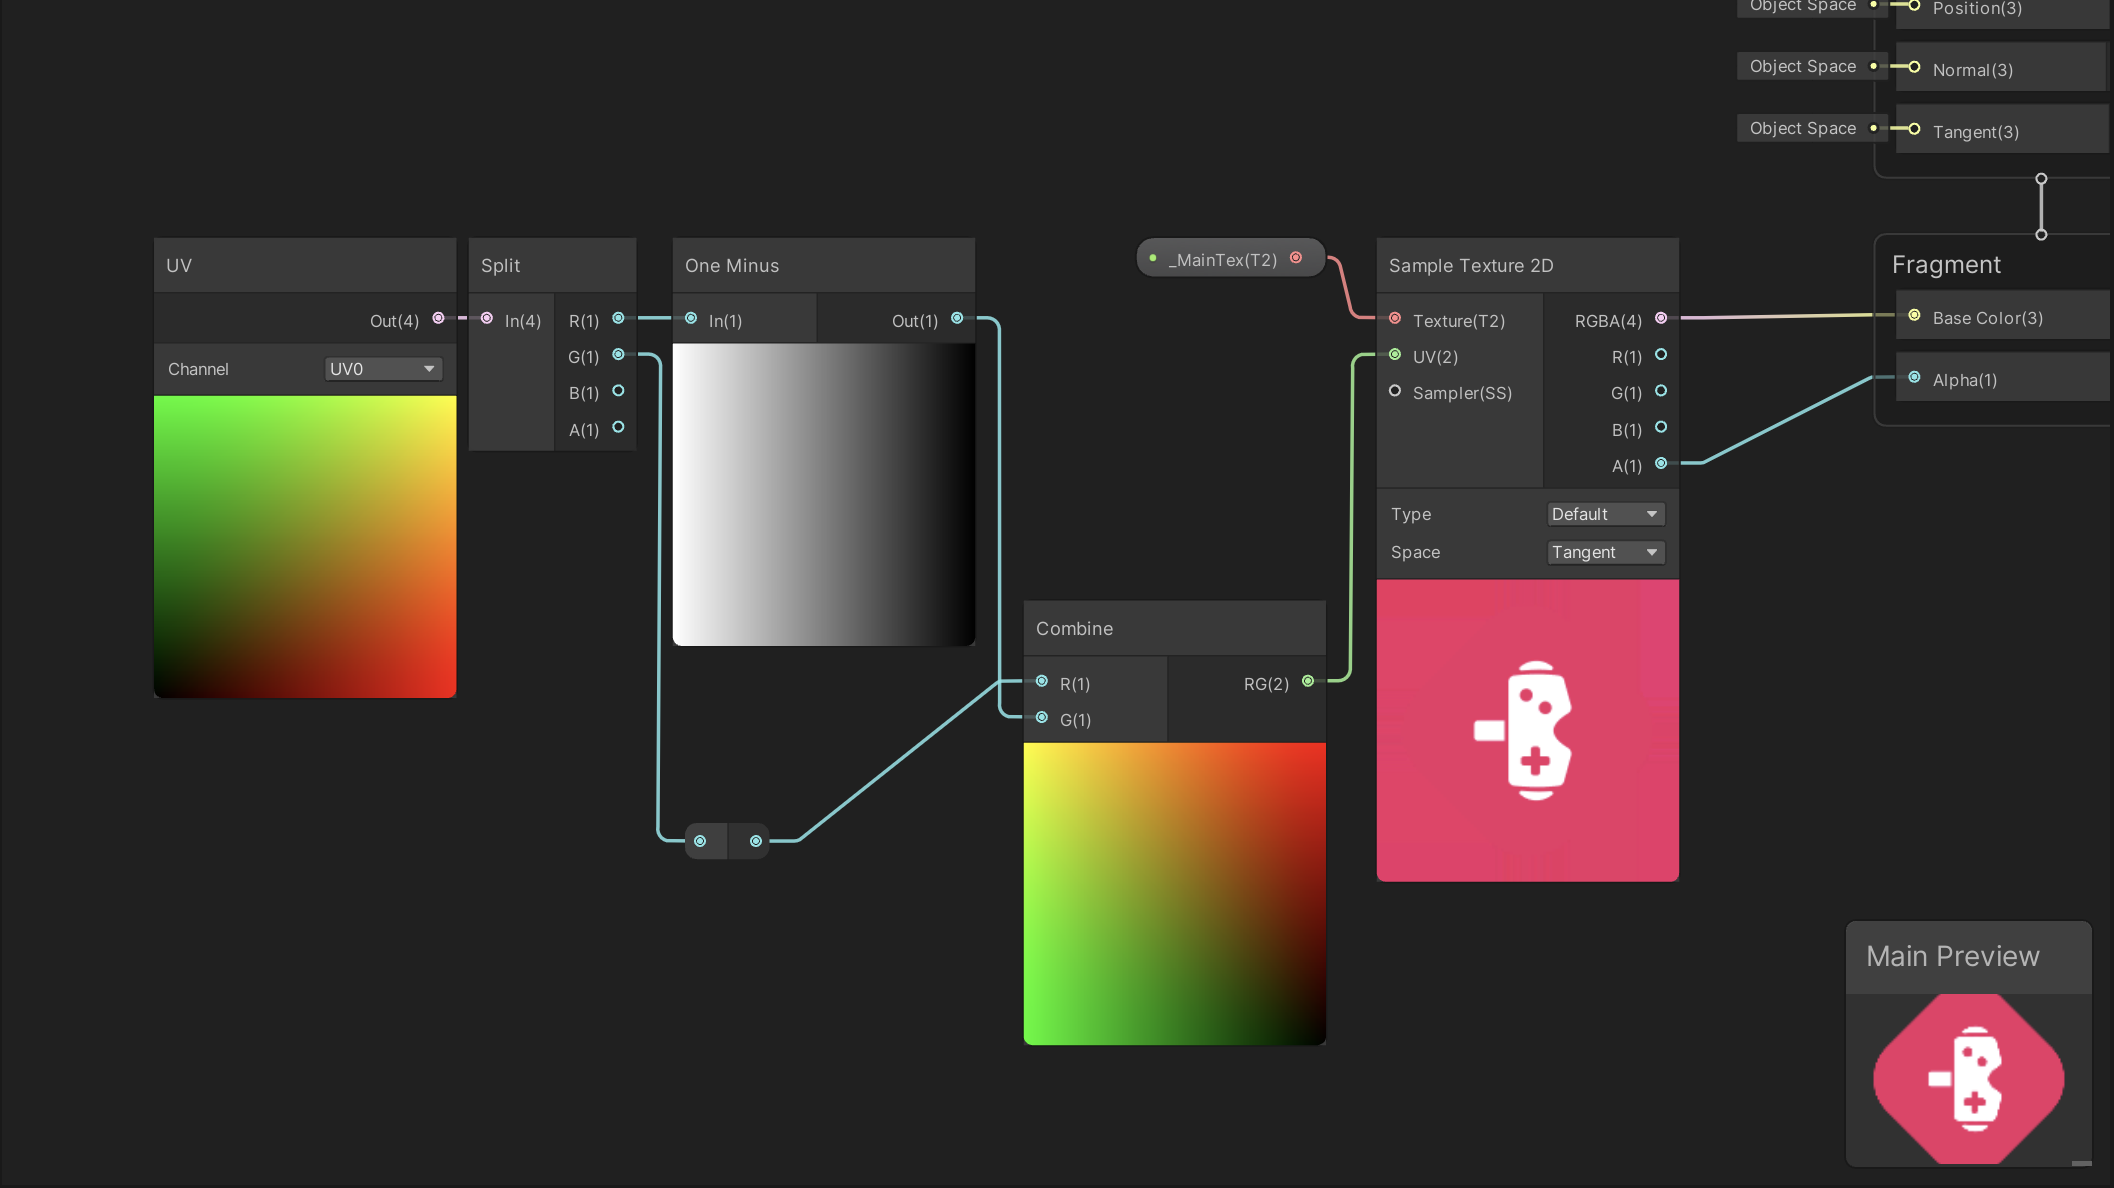 Object Space
Position(3)
Object Space
Normal(3)
Object Space
Tangent(3)
Fragment
Base Color(3)
Alpha(1)
UV
Out(4)
Channel
UV0
Split
In(4)
R(1)
G(1)
B(1)
A(1)
One Minus
In(1)
Out(1)
_MainTex(T2)
Sample Texture 2D
Texture(T2)
UV(2)
Sampler(SS)
RGBA(4)
R(1)
G(1)
B(1)
A(1)
Type
Default
Space
Tangent
Combine
R(1)
G(1)
RG(2)
Main Preview